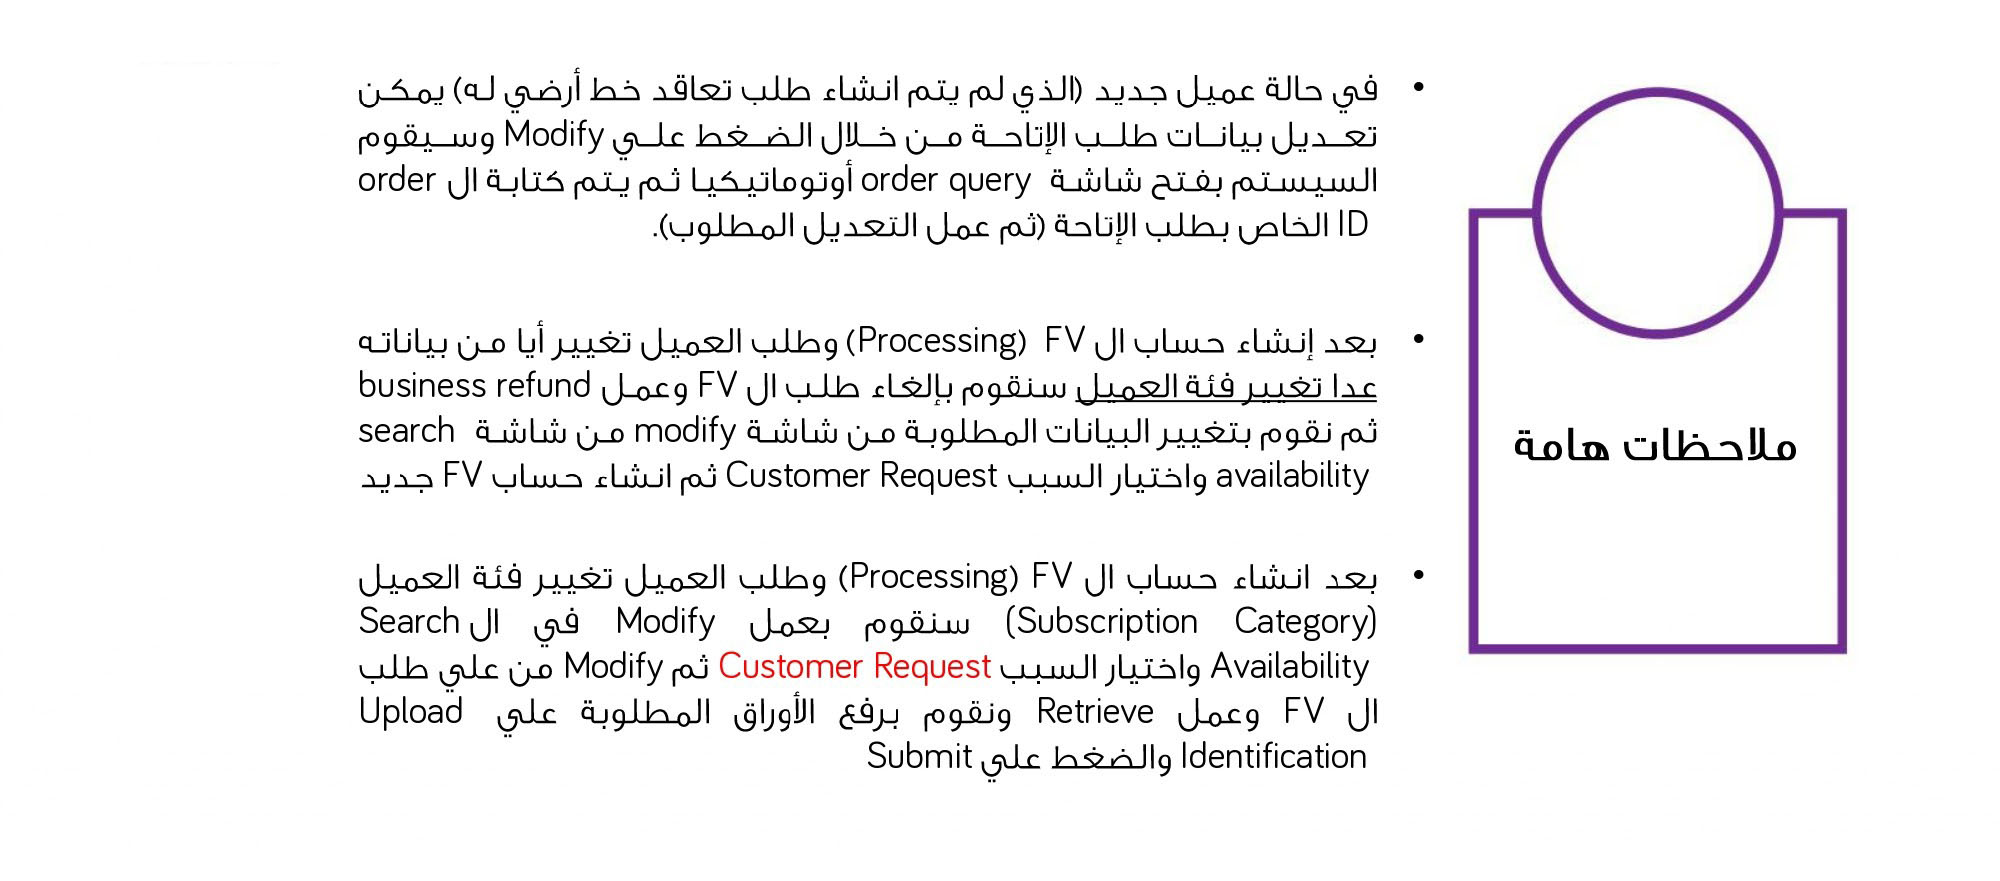 ملاحظات هامة
• في حالة عميل جديد (الذي لم يتم انشاء طلب تعاقد خط أرضي له) يمكن
تعديل بيانات طلب الإتاحة من خلال الضغط علي Modify وسيقوم
السيستم بفتح شاشة order query أوتوماتيكيا ثم يتم كتابة ال order
ID الخاص بطلب الإتاحة (ثم عمل التعديل المطلوب).
• بعد إنشاء حساب ال FV (Processing) وطلب العميل تغيير أيا من بياناته
عدا تغيير فئة العميل سنقوم بإلغاء طلب ال FV وعمل business refund
ثم نقوم بتغيير البيانات المطلوبة من شاشة modify من شاشة search
availability واختيار السبب Customer Request ثم انشاء حساب FV جديد
• بعد انشاء حساب ال FV (Processing) وطلب العميل تغيير فئة العميل
(Subscription Category) سنقوم بعمل Modify في ال Search
Availability واختيار السبب Customer Request ثم Modify من علي طلب
ال FV وعمل Retrieve ونقوم برفع الأوراق المطلوبة علي Upload
Identification والضغط علي Submit